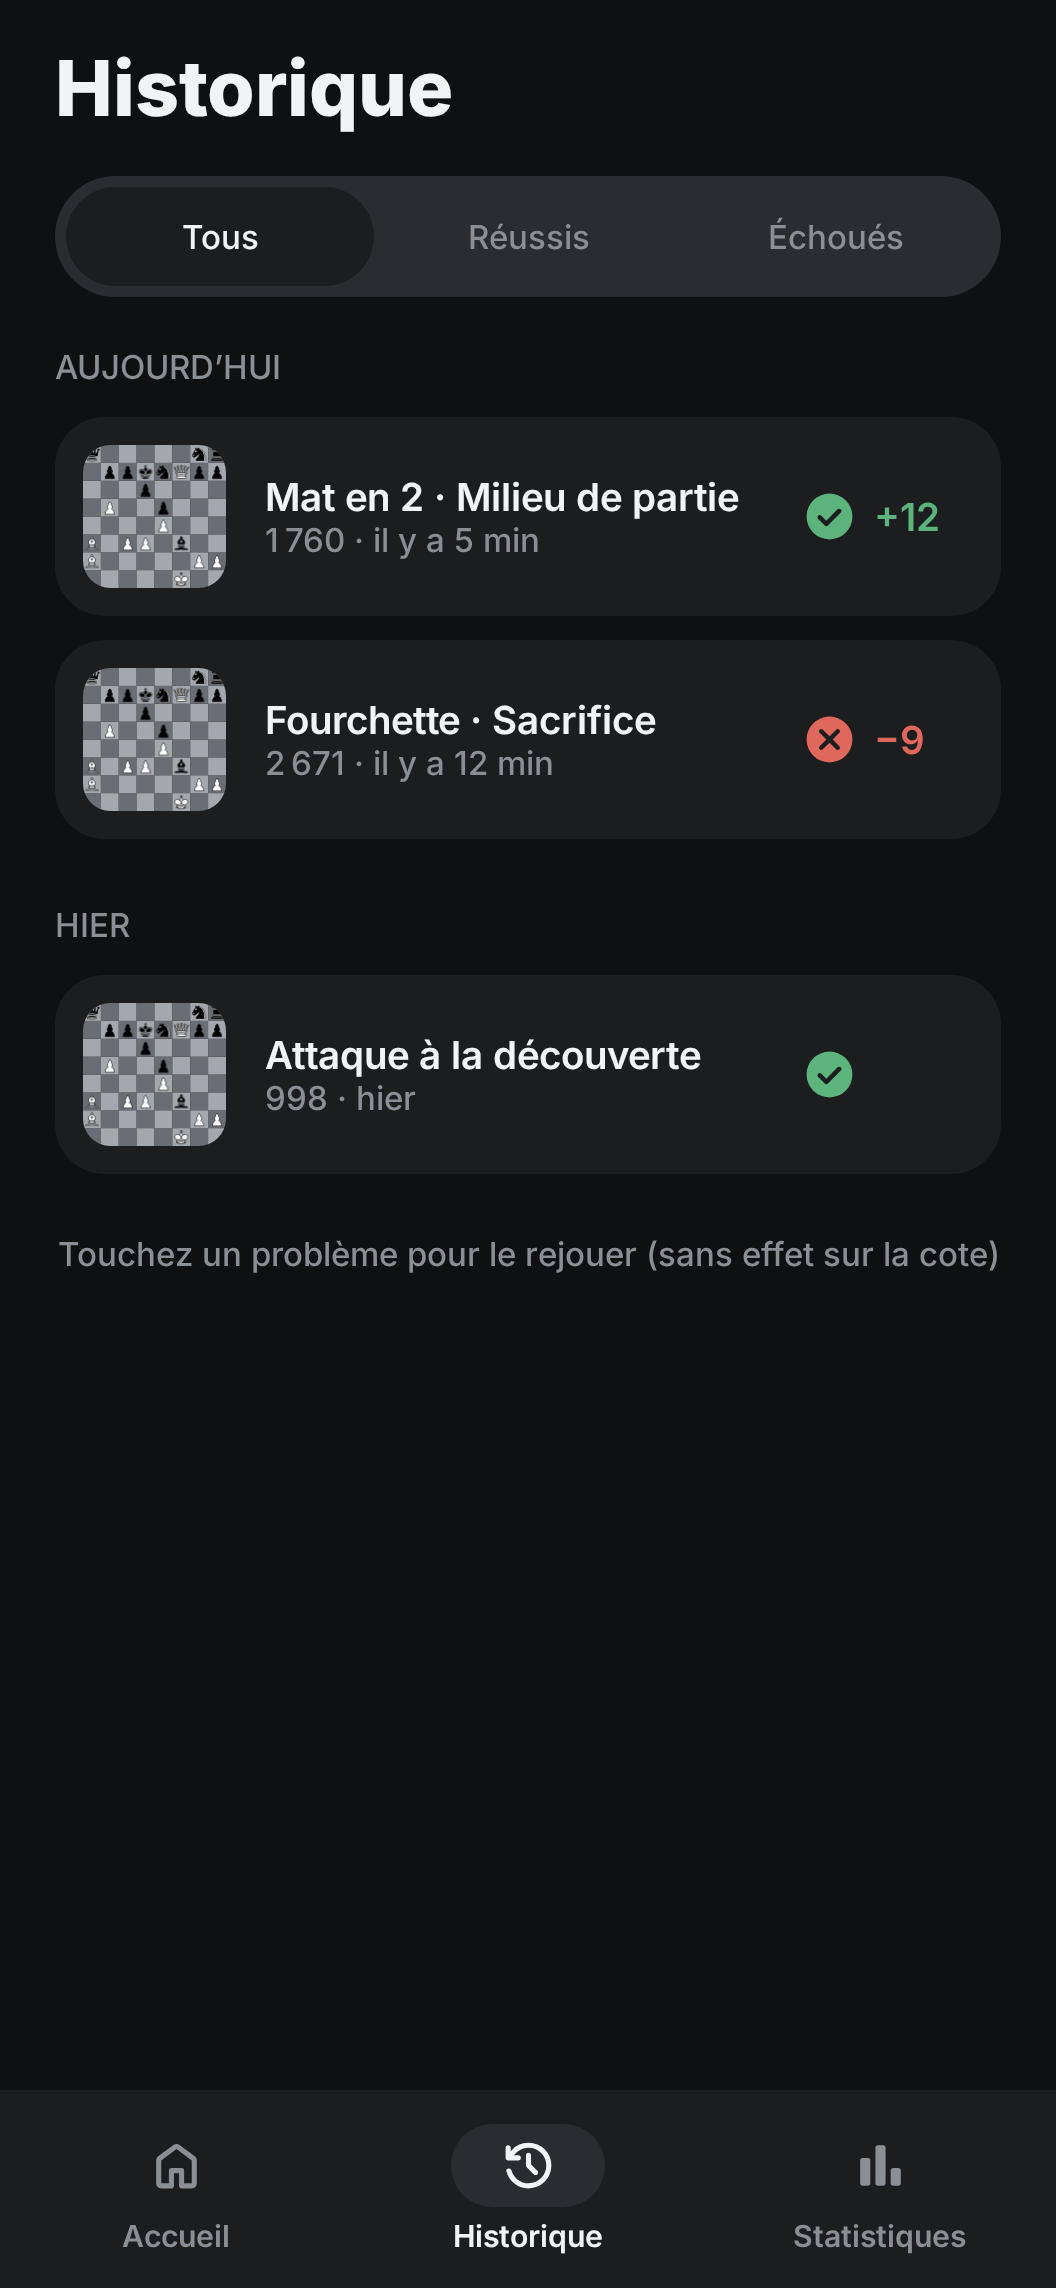 Historique
Tous
Réussis
Échoués
AUJOURD’HUI
Mat en 2 · Milieu de partie
1 760 · il y a 5 min
+12
Fourchette · Sacrifice
2 671 · il y a 12 min
−9
HIER
Attaque à la découverte
998 · hier
Touchez un problème pour le rejouer (sans effet sur la cote)
Accueil
Historique
Statistiques